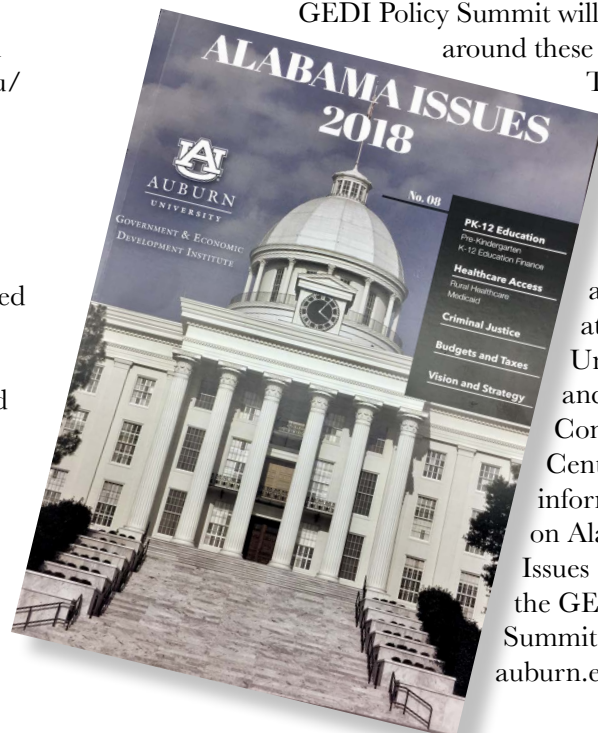 GEDI Policy Summit will
around these
u/
ed
d
ALABAMA ISSUES
2018
AU
AUBURN
UNIVERSITY
GOVERNMENT & ECONOMIC
DEVELOPMENT INSTITUTE
No. 08
PK-12 Education
Pre-Kindergarten
K-12 Education Finance
Healthcare Access
Rural Healthcare
Medicaid
Criminal Justice
Budgets and Taxes
Vision and Strategy
T
a
at
Un
and
Con
Cent
inform
on Ala
Issues
the GE
Summit
auburn.e